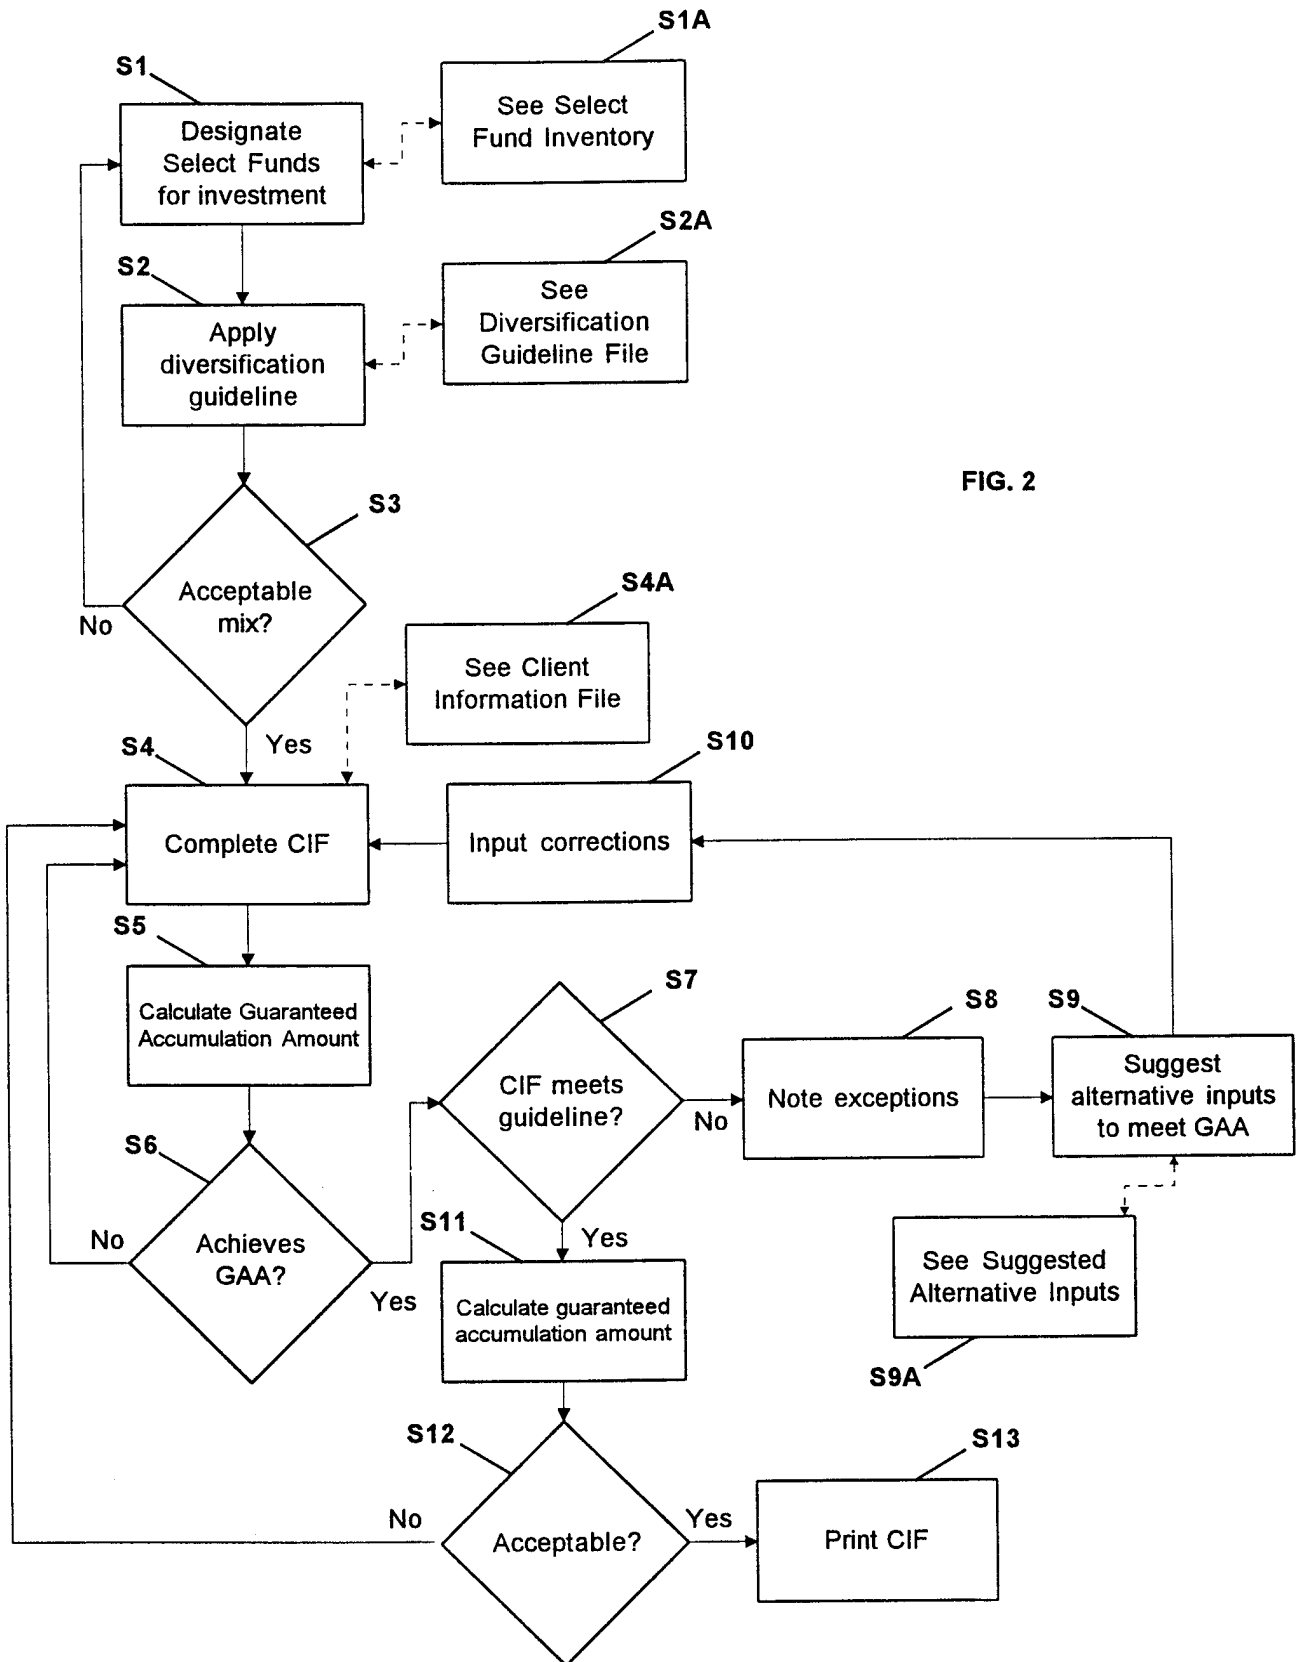 S1A
S1
See Select
Fund Inventory
Designate
Select Funds
for investment
S2A
S2
See
Diversification
Guideline File
Apply
diversification
guideline
FIG. 2
S3
Acceptable
mix?
No
S4A
See Client
Information File
Yes
S4
S10
Complete CIF
Input corrections
S5
Calculate Guaranteed
Accumulation Amount
S7
S8
S9
CIF meets
guideline?
No
Note exceptions
Suggest
alternative inputs
to meet GAA
S6
No
Achieves
GAA?
Yes
S11
Yes
See Suggested
Alternative Inputs
Calculate guaranteed
accumulation amount
S9A
S12
S13
No
Acceptable?
Yes
Print CIF